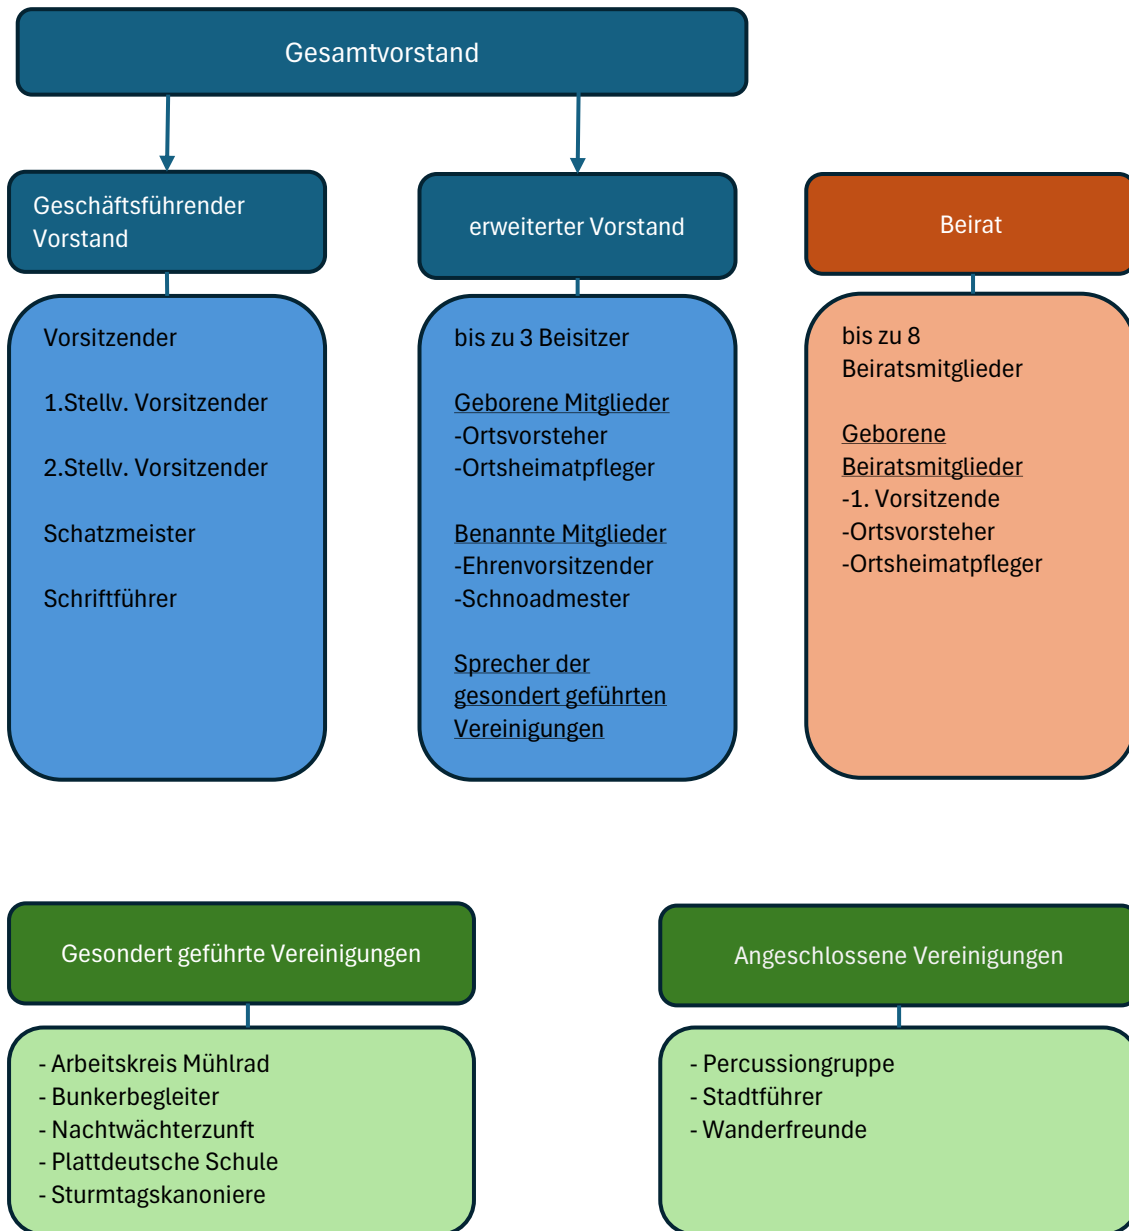 Gesamtvorstand
Geschäftsführender
Vorstand
erweiterter Vorstand
Beirat
Vorsitzender
1.Stellv. Vorsitzender
2.Stellv. Vorsitzender
Schatzmeister
Schriftführer
bis zu 3 Beisitzer
Geborene Mitglieder
-Ortsvorsteher
-Ortsheimatpfleger
Benannte Mitglieder
-Ehrenvorsitzender
-Schnoadmester
Sprecher der
gesondert geführten
Vereinigungen
bis zu 8
Beiratsmitglieder
Geborene
Beiratsmitglieder
-1. Vorsitzende
-Ortsvorsteher
-Ortsheimatpfleger
Gesondert geführte Vereinigungen
- Arbeitskreis Mühlrad
- Bunkerbegleiter
- Nachtwächterzunft
- Plattdeutsche Schule
- Sturmtagskanoniere
Angeschlossene Vereinigungen
- Percussiongruppe
- Stadtführer
- Wanderfreunde